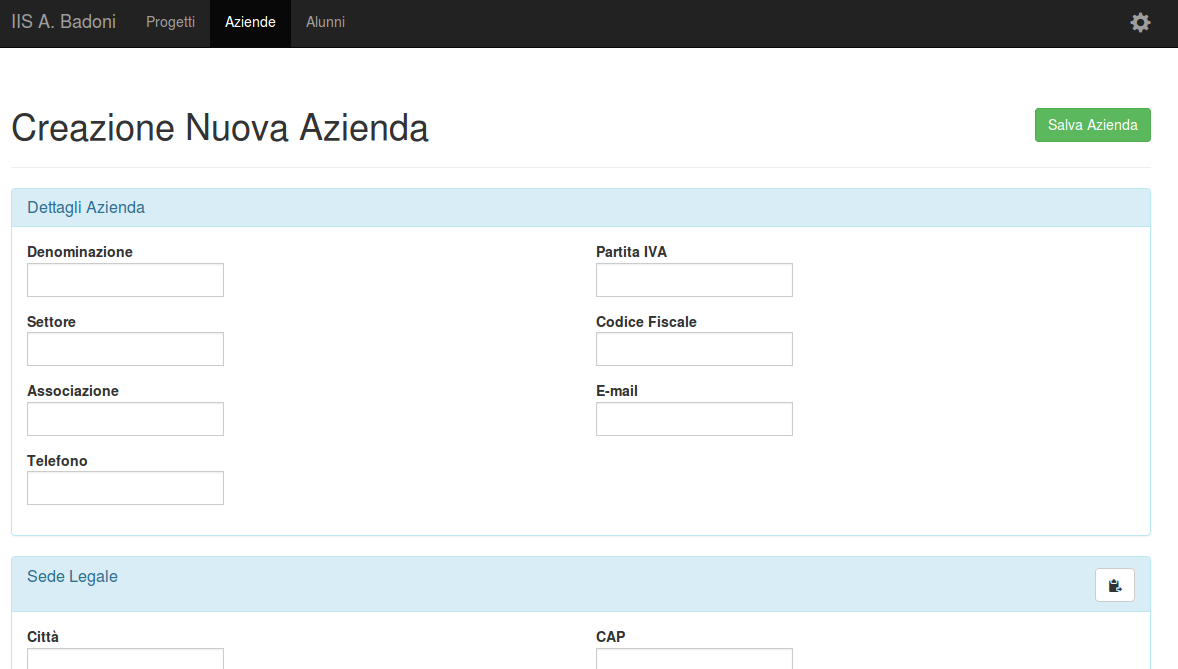 IIS A. Badoni Progetti Aziende Alunni
Creazione Nuova Azienda Salva Azienda
Dettagli Azienda
Denominazione Partita IVA
Settore Codice Fiscale
Associazione E-mail
Telefono
Sede Legale
Città CAP